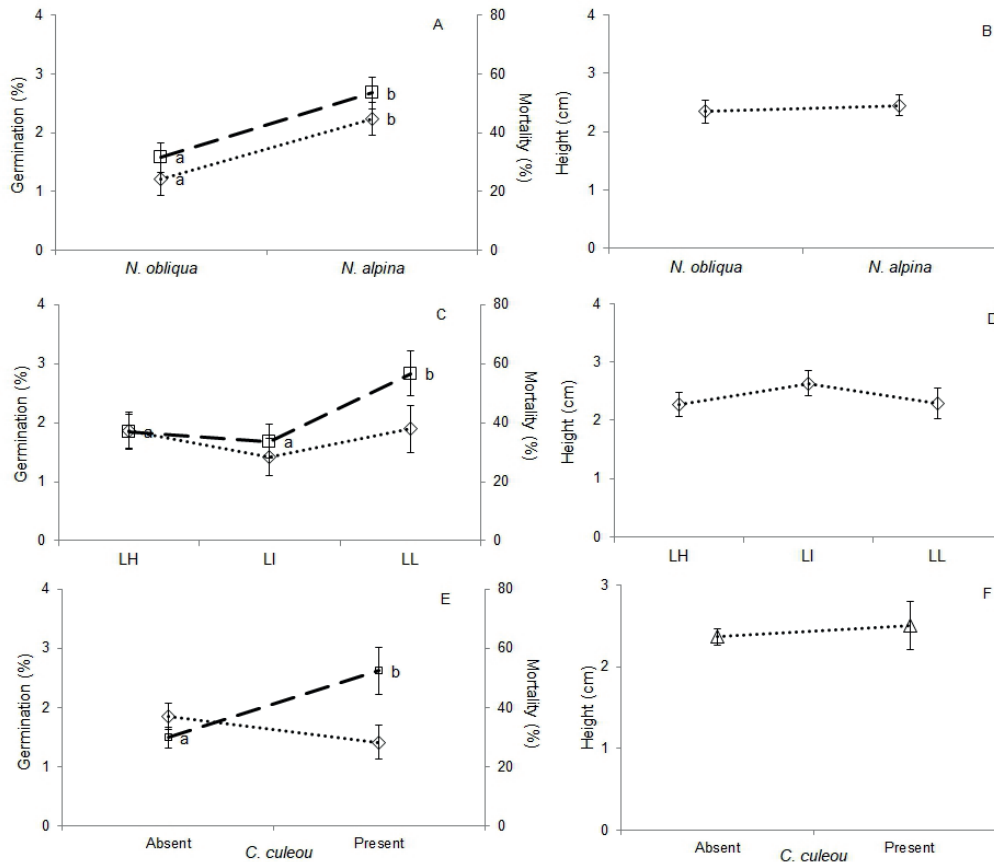 A
Germination (%)
4
3
2
1
0
80
60
40
20
0
Mortality (%)
a
a
b
b
N. obliqua
N. alpina
B
Height (cm)
4
3
2
1
0
N. obliqua
N. alpina
C
Germination (%)
4
3
2
1
0
80
60
40
20
0
Mortality (%)
a
a
b
LH
LI
LL
D
Height (cm)
4
3
2
1
0
LH
LI
LL
E
Germination (%)
4
3
2
1
0
80
60
40
20
0
Mortality (%)
a
b
Absent
Present
C. culeou
F
Height (cm)
3
2
1
0
Absent
Present
C. culeou